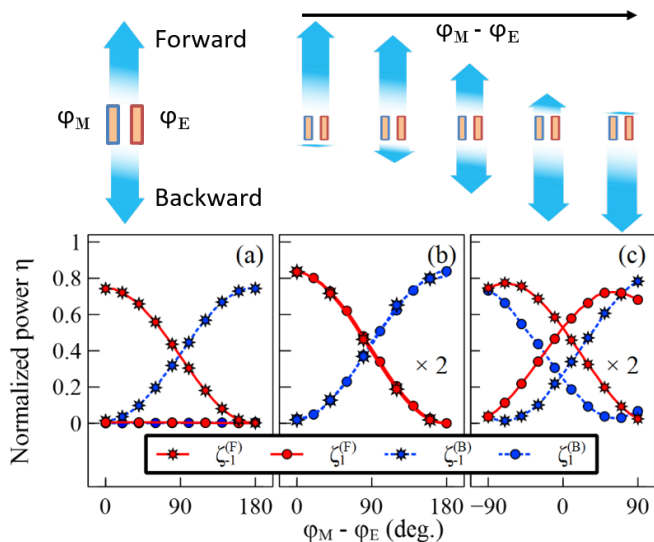 Forward
φM - φE
φM φE
Backward
Normalized power η
1
0.8
0.6
0.4
0.2
0
(a) (b) (c)
× 2 × 2
ζ-1(F) ζ1(F) ζ-1(B) ζ1(B)
0 90 180 0 90 180 −90 0 90
φM - φE (deg.)